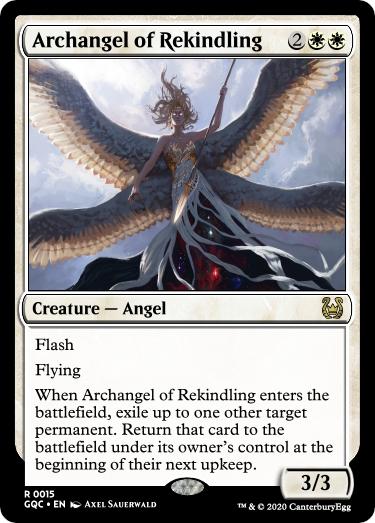 Archangel of Rekindling 2
Creature — Angel
Flash
Flying
When Archangel of Rekindling enters the
battlefield, exile up to one other target
permanent. Return that card to the
battlefield under its owner's control at the
beginning of their next upkeep.
3/3
R 0015
GQC • EN Axel Sauerwald
™ & © 2020 CanterburyEgg